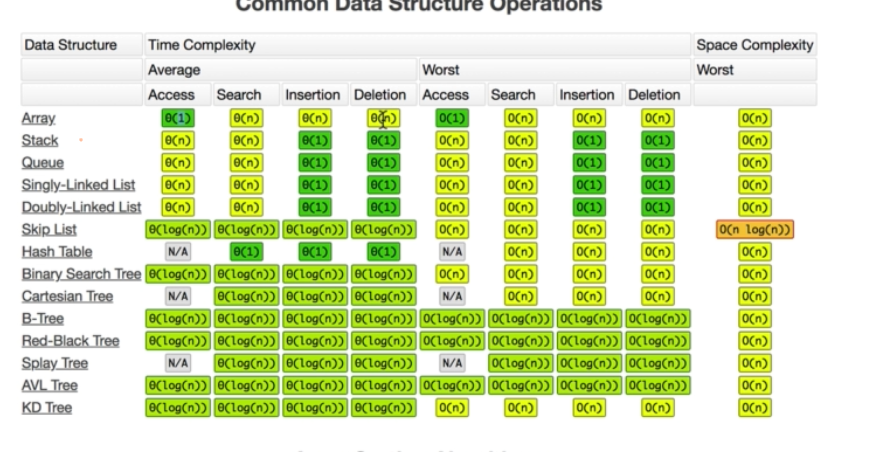 Common Data Structure Operations
Data Structure Time Complexity Space Complexity
Average Worst Worst
Access Search Insertion Deletion Access Search Insertion Deletion
Array Θ(1) Θ(n) Θ(n) Θ(n) O(1) O(n) O(n) O(n) O(n)
Stack Θ(n) Θ(n) Θ(1) Θ(1) O(n) O(n) O(1) O(1) O(n)
Queue Θ(n) Θ(n) Θ(1) Θ(1) O(n) O(n) O(1) O(1) O(n)
Singly-Linked List Θ(n) Θ(n) Θ(1) Θ(1) O(n) O(n) O(1) O(1) O(n)
Doubly-Linked List Θ(n) Θ(n) Θ(1) Θ(1) O(n) O(n) O(1) O(1) O(n)
Skip List Θ(log(n)) Θ(log(n)) Θ(log(n)) Θ(log(n)) O(n) O(n) O(n) O(n) O(n log(n))
Hash Table N/A Θ(1) Θ(1) Θ(1) N/A O(n) O(n) O(n) O(n)
Binary Search Tree Θ(log(n)) Θ(log(n)) Θ(log(n)) Θ(log(n)) O(n) O(n) O(n) O(n) O(n)
Cartesian Tree N/A Θ(log(n)) Θ(log(n)) Θ(log(n)) N/A O(n) O(n) O(n) O(n)
B-Tree Θ(log(n)) Θ(log(n)) Θ(log(n)) Θ(log(n)) O(log(n)) O(log(n)) O(log(n)) O(log(n)) O(n)
Red-Black Tree Θ(log(n)) Θ(log(n)) Θ(log(n)) Θ(log(n)) O(log(n)) O(log(n)) O(log(n)) O(log(n)) O(n)
Splay Tree N/A Θ(log(n)) Θ(log(n)) Θ(log(n)) N/A O(log(n)) O(log(n)) O(log(n)) O(n)
AVL Tree Θ(log(n)) Θ(log(n)) Θ(log(n)) Θ(log(n)) O(log(n)) O(log(n)) O(log(n)) O(log(n)) O(n)
KD Tree Θ(log(n)) Θ(log(n)) Θ(log(n)) Θ(log(n)) O(n) O(n) O(n) O(n) O(n)